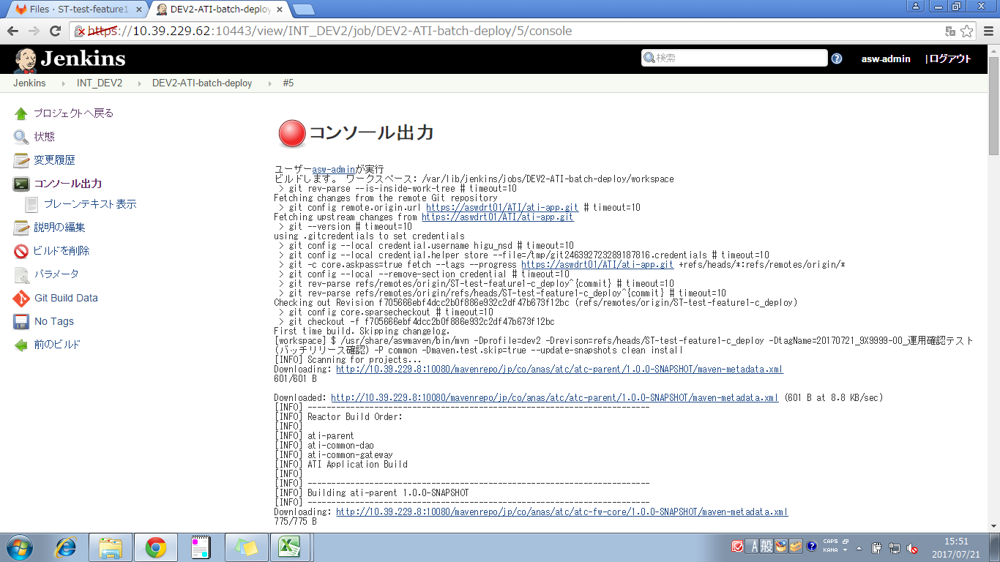 Files · ST-test-feature1
DEV2-ATI-batch-deploy
https://10.39.229.62:10443/view/INT_DEV2/job/DEV2-ATI-batch-deploy/5/console
Jenkins
検索
asw-admin
|ログアウト
Jenkins
INT_DEV2
DEV2-ATI-batch-deploy
#5
プロジェクトへ戻る
状態
変更履歴
コンソール出力
プレーンテキスト表示
説明の編集
ビルドを削除
パラメータ
Git Build Data
No Tags
前のビルド
コンソール出力
ユーザーasw-adminが実行
ビルドします。 ワークスペース: /var/lib/jenkins/jobs/DEV2-ATI-batch-deploy/workspace
> git rev-parse --is-inside-work-tree # timeout=10
Fetching changes from the remote Git repository
> git config remote.origin.url https://aswdrt01/ATI/ati-app.git # timeout=10
Fetching upstream changes from https://aswdrt01/ATI/ati-app.git
> git --version # timeout=10
using .gitcredentials to set credentials
> git config --local credential.username higu_nsd # timeout=10
> git config --local credential.helper store --file=/tmp/git246392723289187816.credentials # timeout=10
> git -c core.askpass=true fetch --tags --progress https://aswdrt01/ATI/ati-app.git +refs/heads/*:refs/remotes/origin/*
> git config --local --remove-section credential # timeout=10
> git rev-parse refs/remotes/origin/ST-test-feature1-c_deploy^{commit} # timeout=10
> git rev-parse refs/remotes/origin/refs/heads/ST-test-feature1-c_deploy^{commit} # timeout=10
Checking out Revision f705666ebf4dcc2b0f886e932c2df47b673f12bc (refs/remotes/origin/ST-test-feature1-c_deploy)
> git config core.sparsecheckout # timeout=10
> git checkout -f f705666ebf4dcc2b0f886e932c2df47b673f12bc
First time build. Skipping changelog.
[workspace] $ /usr/share/aswmaven/bin/mvn -Dprofile=dev2 -Drevison=refs/heads/ST-test-feature1-c_deploy -DtagName=20170721_9X9999-00_運用確認テスト
(バッチリリース確認) -P common -Dmaven.test.skip=true --update-snapshots clean install
[INFO] Scanning for projects...
Downloading: http://10.39.229.8:10080/mavenrepo/jp/co/anas/atc/atc-parent/1.0.0-SNAPSHOT/maven-metadata.xml
601/601 B
Downloaded: http://10.39.229.8:10080/mavenrepo/jp/co/anas/atc/atc-parent/1.0.0-SNAPSHOT/maven-metadata.xml (601 B at 8.8 KB/sec)
[INFO] ------------------------------------------------------------------------
[INFO] Reactor Build Order:
[INFO]
[INFO] ati-parent
[INFO] ati-common-dao
[INFO] ati-common-gateway
[INFO] ATI Application Build
[INFO]
[INFO] ------------------------------------------------------------------------
[INFO] Building ati-parent 1.0.0-SNAPSHOT
[INFO] ------------------------------------------------------------------------
Downloading: http://10.39.229.8:10080/mavenrepo/jp/co/anas/atc/atc-fw-core/1.0.0-SNAPSHOT/maven-metadata.xml
775/775 B
A 般
CAPS
KANA
15:51
2017/07/21